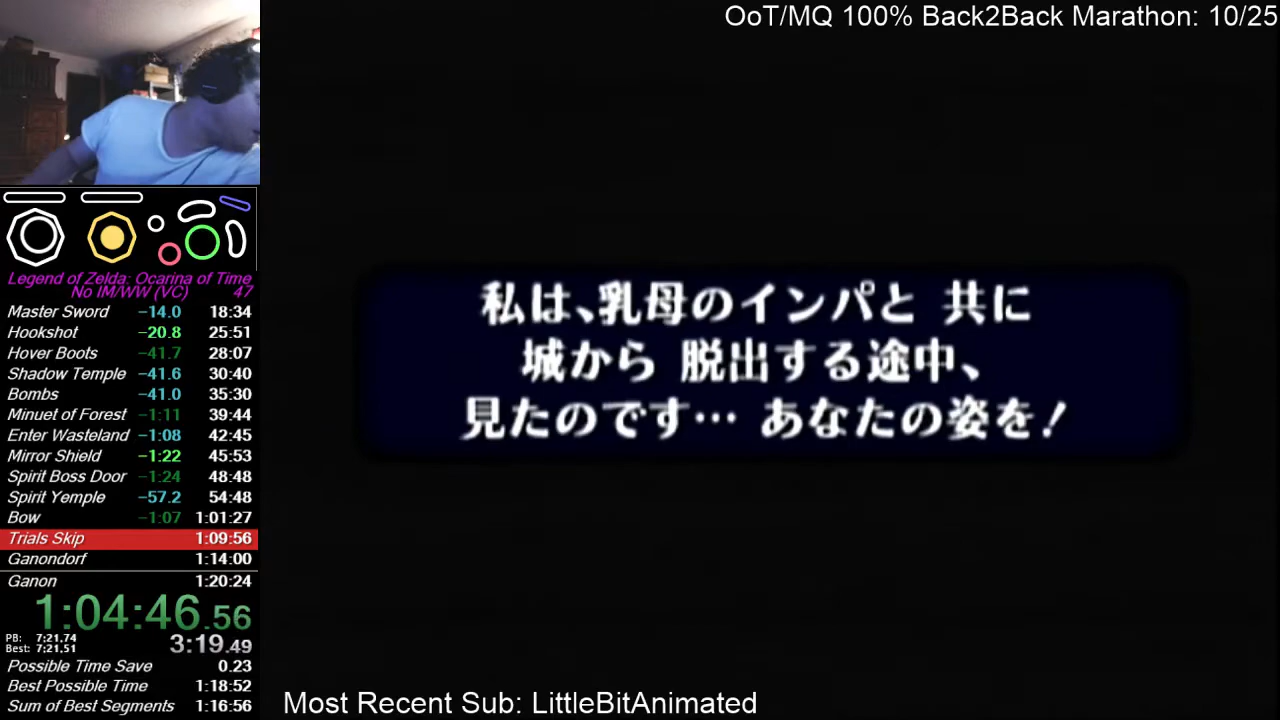 OoT/MQ 100% Back2Back Marathon: 10/25
Legend of Zelda: Ocarina of Time
No IM/WW (VC) 47
Master Sword -14.0 18:34
Hookshot -20.8 25:51
Hover Boots -41.7 28:07
Shadow Temple -41.6 30:40
Bombs -41.0 35:30
Minuet of Forest -1:11 39:44
Enter Wasteland -1:08 42:45
Mirror Shield -1:22 45:53
Spirit Boss Door -1:24 48:48
Spirit Yemple -57.2 54:48
Bow -1:07 1:01:27
Trials Skip 1:09:56
Ganondorf 1:14:00
Ganon 1:20:24
1:04:46.56
PB: 7:21.74
Best: 7:21.51
3:19.49
Possible Time Save 0.23
Best Possible Time 1:18:52
Sum of Best Segments 1:16:56
私は、乳母のインパと 共に
城から 脱出する途中、
見たのです… あなたの姿を!
Most Recent Sub: LittleBitAnimated